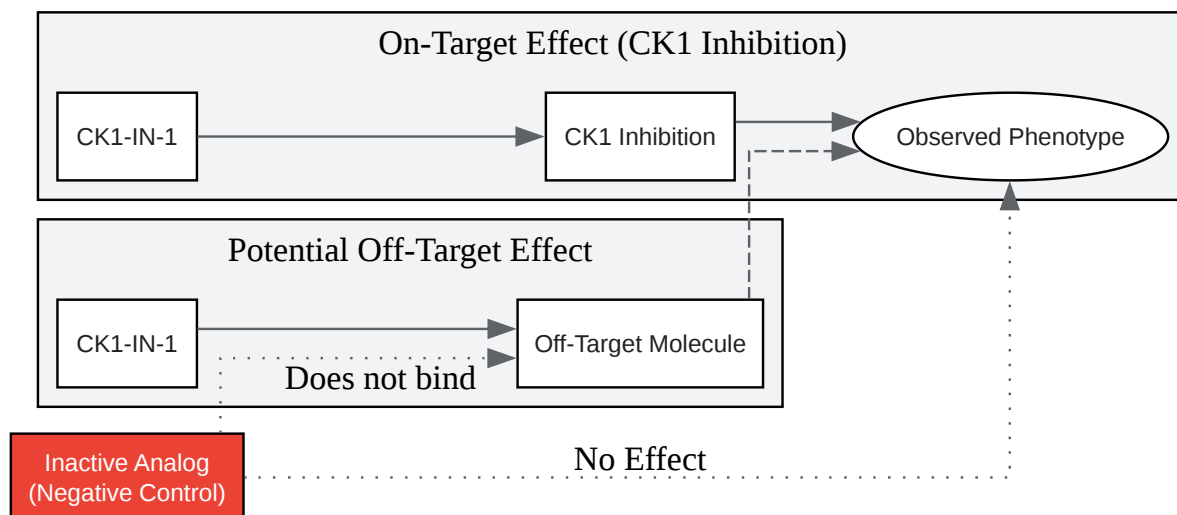 On-Target Effect (CK1 Inhibition)
CK1-IN-1
CK1 Inhibition
Observed Phenotype
Potential Off-Target Effect
CK1-IN-1
Off-Target Molecule
Does not bind
Inactive Analog
(Negative Control)
No Effect